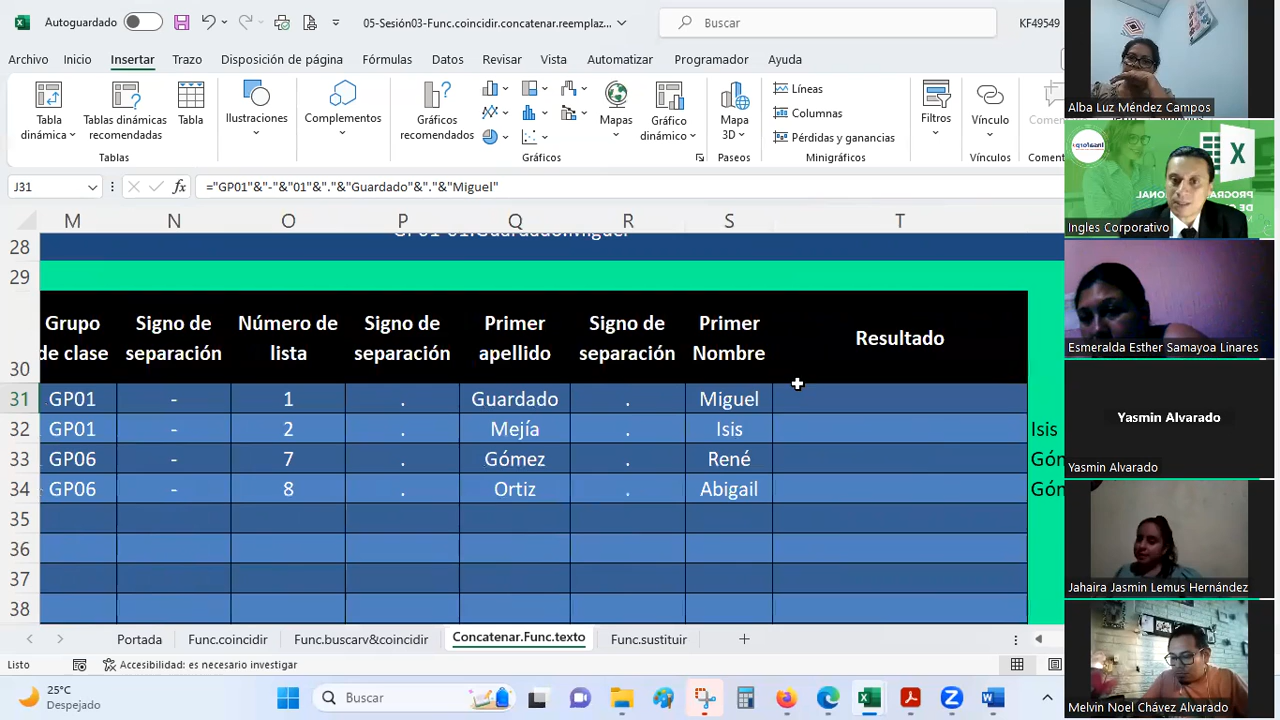 Autoguardado
05-Sesión03-Func.coincidir.concatenar.reemplaz...
Buscar
KF49549
Archivo Inicio Insertar Trazo Disposición de página Fórmulas Datos Revisar Vista Automatizar Programador Ayuda
Tabla dinámica
Tablas dinámicas recomendadas
Tabla
Ilustraciones
Complementos
Gráficos recomendados
Mapas
Gráfico dinámico
Mapa 3D
Líneas
Columnas
Pérdidas y ganancias
Filtros
Vínculo
Tablas Gráficos Paseos Minigráficos Vínculos
J31 ="GP01"&"-"&"01"&"."&"Guardado"&"."&"Miguel"
M N O P Q R S T
28
29
30 Grupo de clase Signo de separación Número de lista Signo de separación Primer apellido Signo de separación Primer Nombre Resultado
31 GP01 - 1 . Guardado . Miguel
32 GP01 - 2 . Mejía . Isis Isis
33 GP06 - 7 . Gómez . René
34 GP06 - 8 . Ortiz . Abigail
35
36
37
38
Portada Func.coincidir Func.buscarv&coincidir Concatenar.Func.texto Func.sustituir
Listo Accesibilidad: es necesario investigar
25°C
Despejado
Buscar
Alba Luz Méndez Campos
Ingles Corporativo
Esmeralda Esther Samayoa Linares
Yasmin Alvarado
Yasmin Alvarado
Jahaira Jasmin Lemus Hernández
Melvin Noel Chávez Alvarado